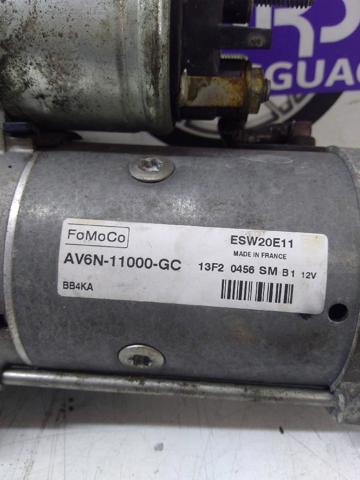 FoMoCo
ESW20E11
MADE IN FRANCE
AV6N-11000-GC 13F2 0456 SM B1 12V
BB4KA